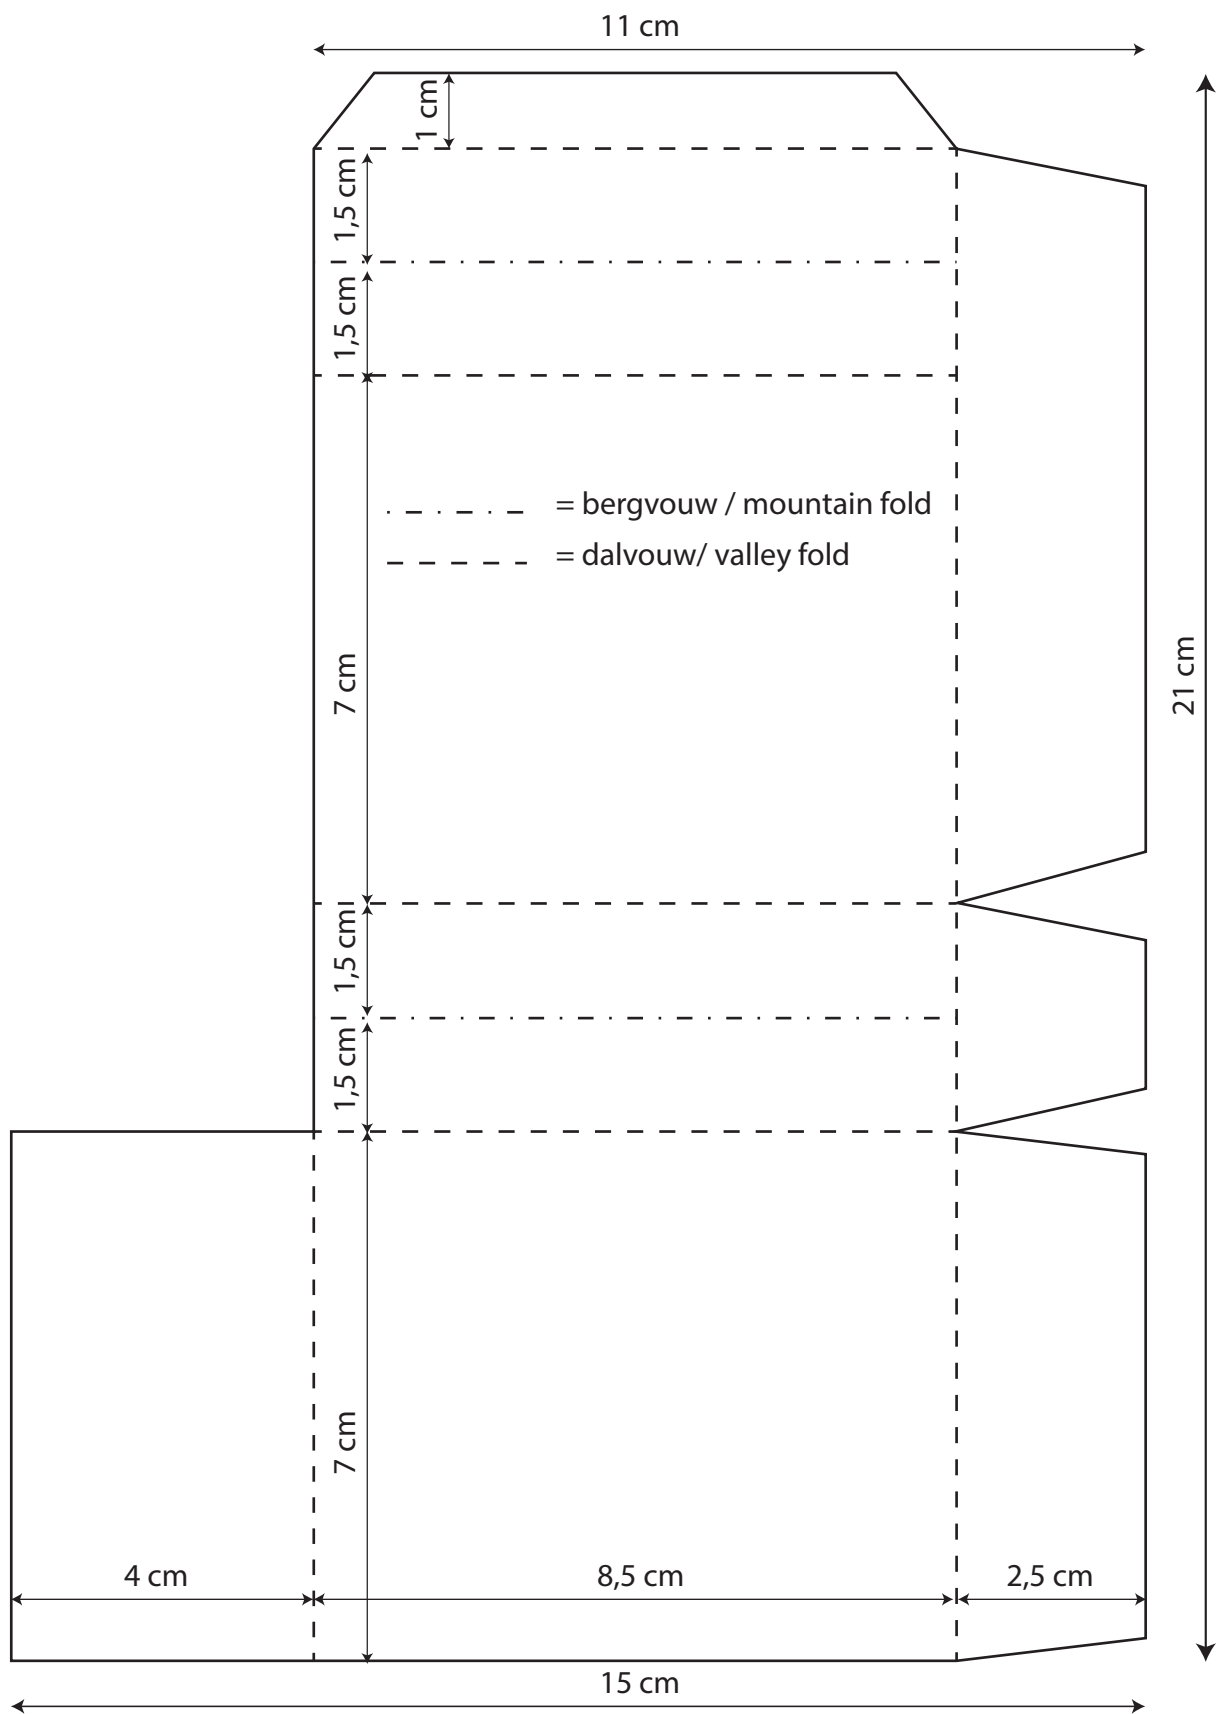 11 cm
1 cm
1,5 cm
1,5 cm
= bergvouw / mountain fold
= dalvouw/ valley fold
7 cm
21 cm
1,5 cm
1,5 cm
7 cm
4 cm
8,5 cm
2,5 cm
15 cm